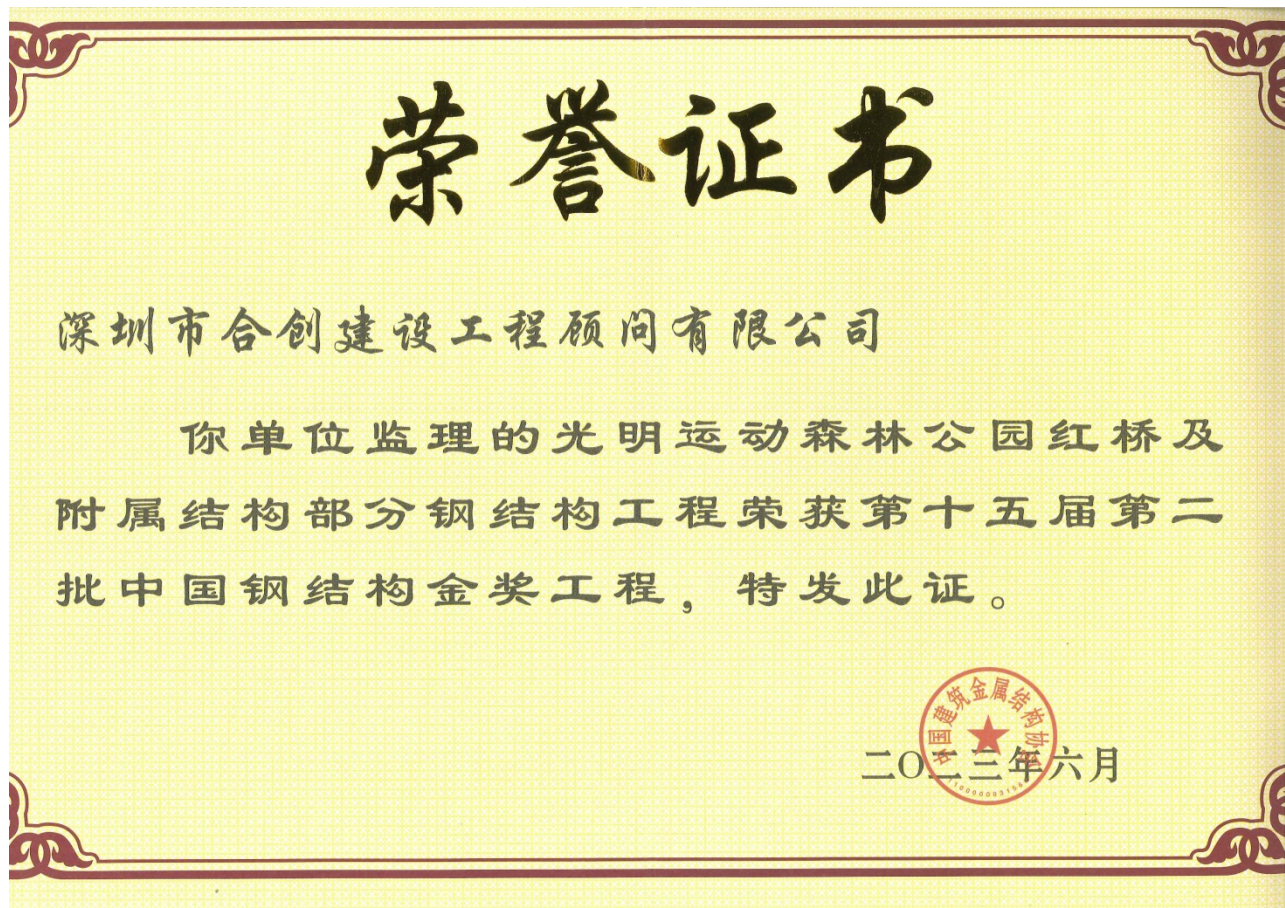 荣誉证书
深圳市合创建设工程顾问有限公司
你单位监理的光明运动森林公园红桥及
附属结构部分钢结构工程荣获第十五届第二
批中国钢结构金奖工程，特发此证。
中国建筑金属结构协会
二〇二三年六月